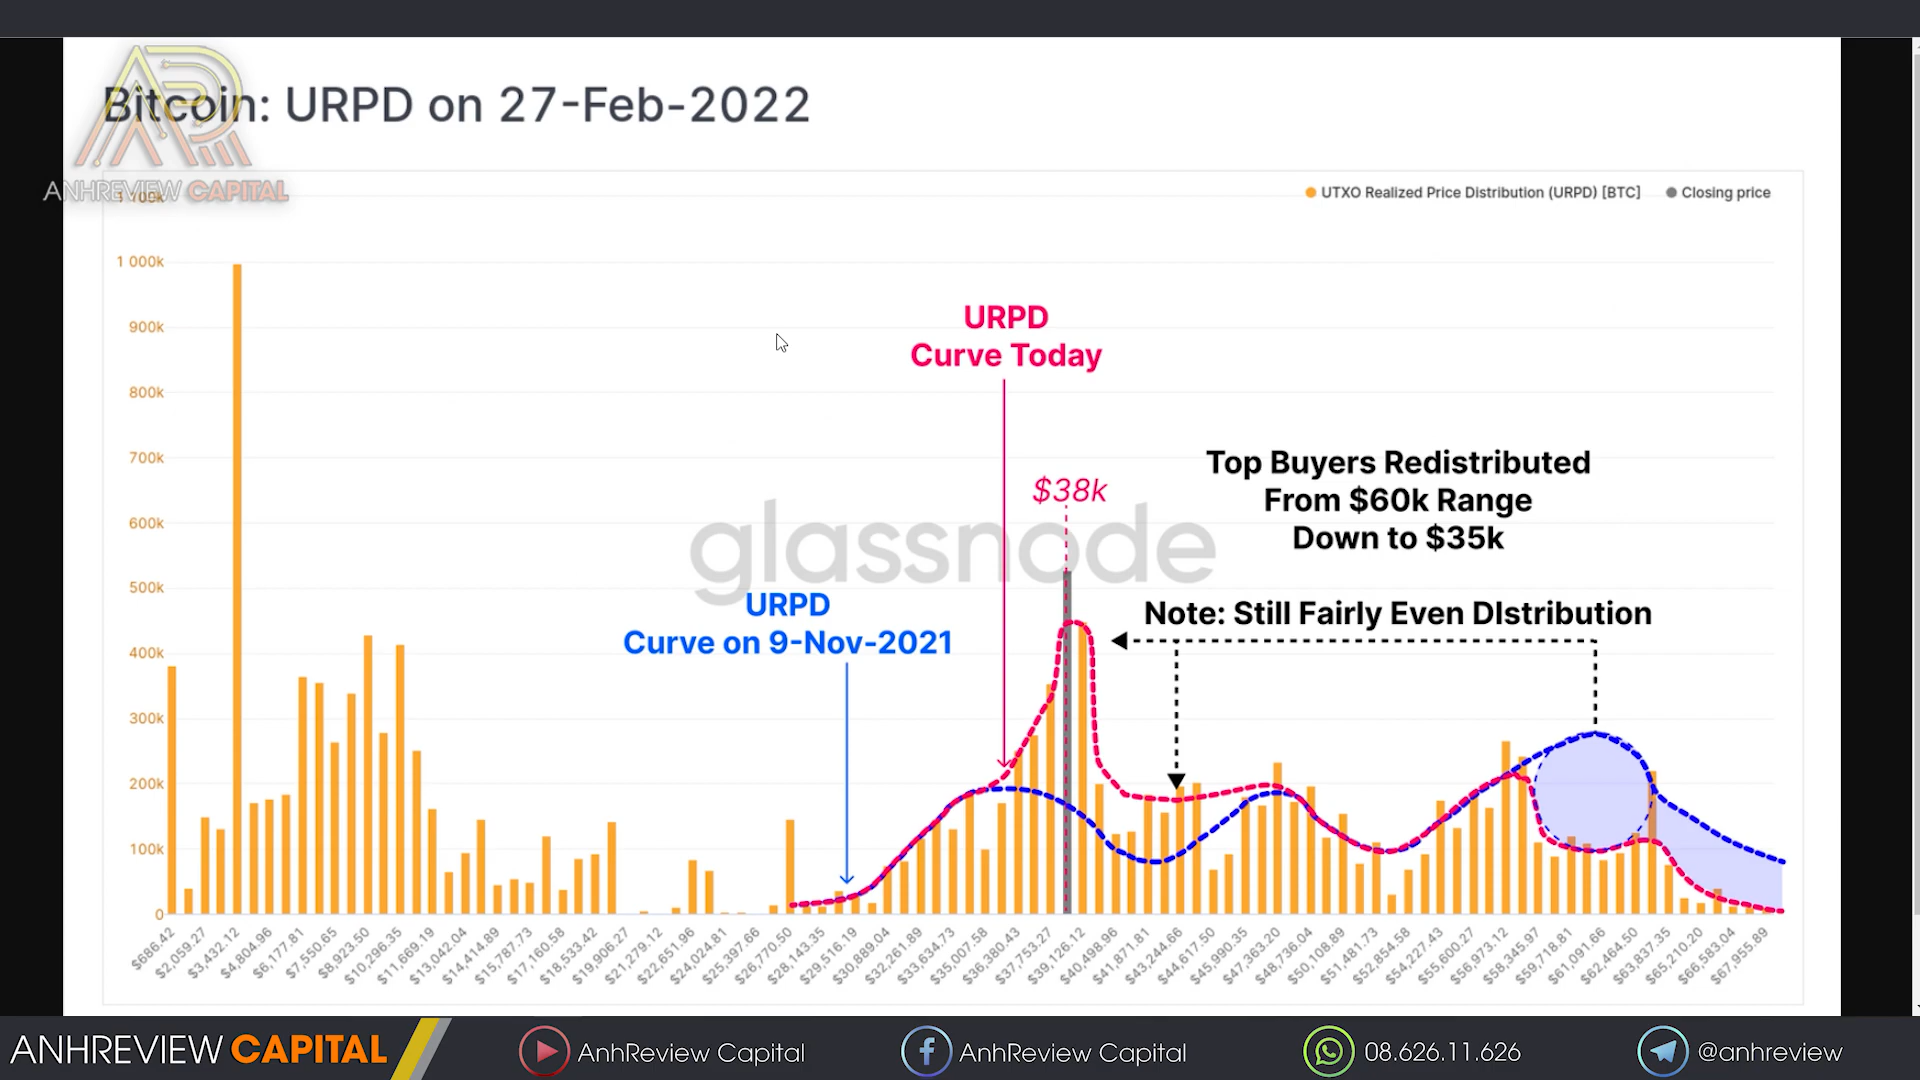 Bitcoin: URPD on 27-Feb-2022
ANHREVIEW CAPITAL
UTXO Realized Price Distribution (URPD) [BTC]
Closing price
1 100k
1 000k
900k
800k
700k
600k
500k
400k
300k
200k
100k
0
URPD
Curve Today
$38k
Top Buyers Redistributed
From $60k Range
Down to $35k
glassnode
URPD
Curve on 9-Nov-2021
Note: Still Fairly Even DIstribution
$686.42
$2,059.27
$3,432.12
$4,804.96
$6,177.81
$7,550.65
$8,923.50
$10,296.35
$11,669.19
$13,042.04
$14,414.89
$15,787.73
$17,160.58
$18,533.42
$19,906.27
$21,279.12
$22,651.96
$24,024.81
$25,397.66
$26,770.50
$28,143.35
$29,516.19
$30,889.04
$32,261.89
$33,634.73
$35,007.58
$36,380.43
$37,753.27
$39,126.12
$40,498.96
$41,871.81
$43,244.66
$44,617.50
$45,990.35
$47,363.20
$48,736.04
$50,108.89
$51,481.73
$52,854.58
$54,227.43
$55,600.27
$56,973.12
$58,345.97
$59,718.81
$61,091.66
$62,464.50
$63,837.35
$65,210.20
$66,583.04
$67,955.89
ANHREVIEW CAPITAL
AnhReview Capital
AnhReview Capital
08.626.11.626
@anhreview